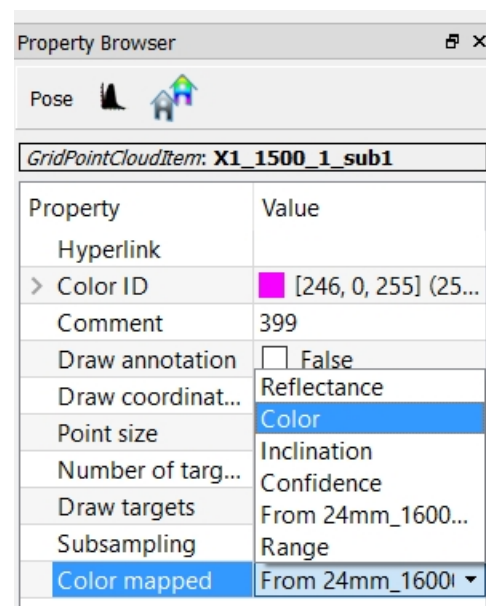 Property Browser
Pose
GridPointCloudItem: X1_1500_1_sub1
Property Value
Hyperlink
Color ID [246, 0, 255] (25...
Comment 399
Draw annotation False
Draw coordinat... Reflectance
Color
Point size Inclination
Number of targ... Confidence
Draw targets From 24mm_1600...
Subsampling Range
Color mapped From 24mm_1600